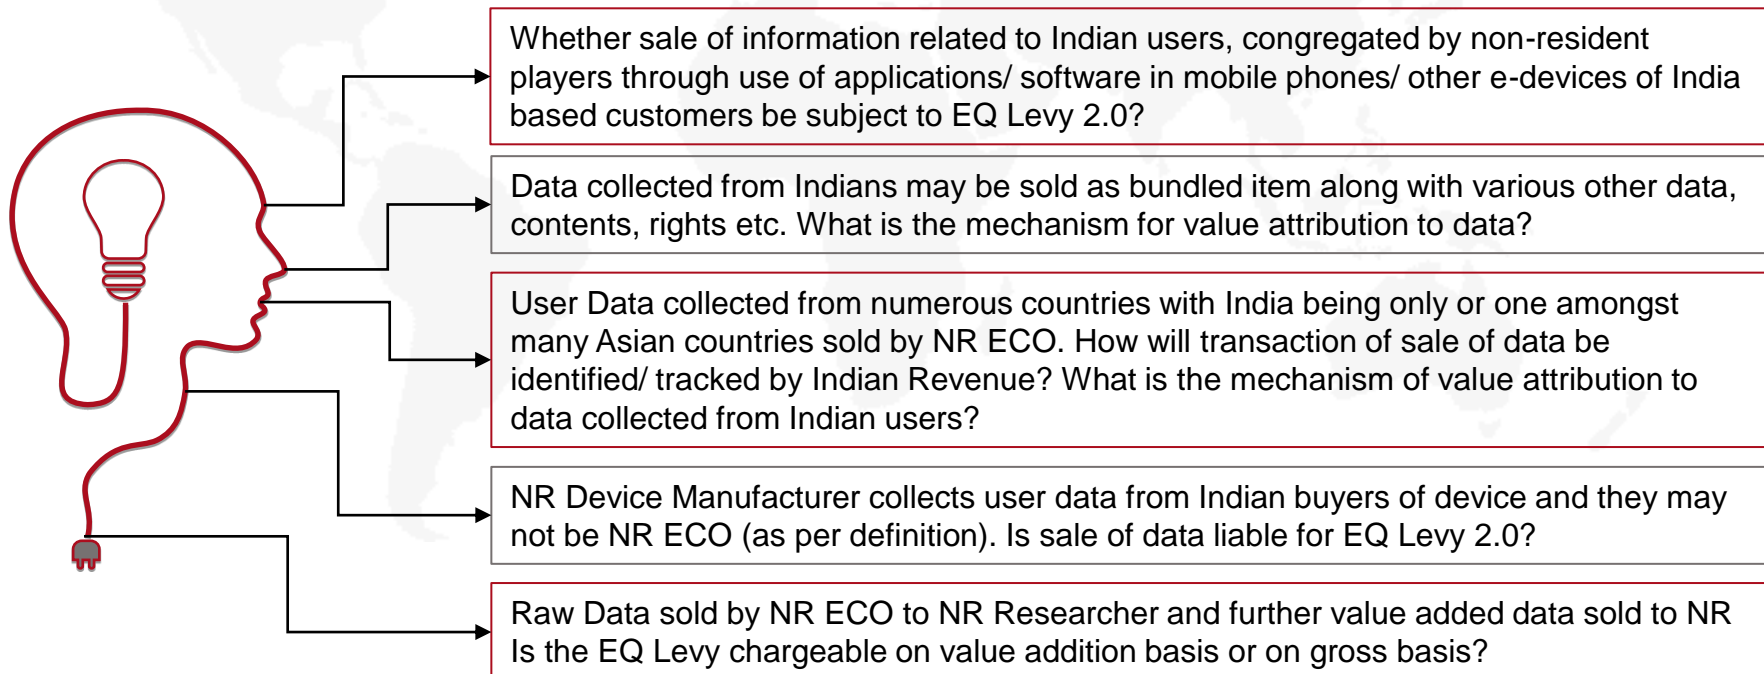 Whether sale of information related to Indian users, congregated by non-resident
players through use of applications/ software in mobile phones/ other e-devices of India
based customers be subject to EQ Levy 2.0?
Data collected from Indians may be sold as bundled item along with various other data,
contents, rights etc. What is the mechanism for value attribution to data?
User Data collected from numerous countries with India being only or one amongst
many Asian countries sold by NR ECO. How will transaction of sale of data be
identified/ tracked by Indian Revenue? What is the mechanism of value attribution to
data collected from Indian users?
NR Device Manufacturer collects user data from Indian buyers of device and they may
not be NR ECO (as per definition). Is sale of data liable for EQ Levy 2.0?
Raw Data sold by NR ECO to NR Researcher and further value added data sold to NR
Is the EQ Levy chargeable on value addition basis or on gross basis?